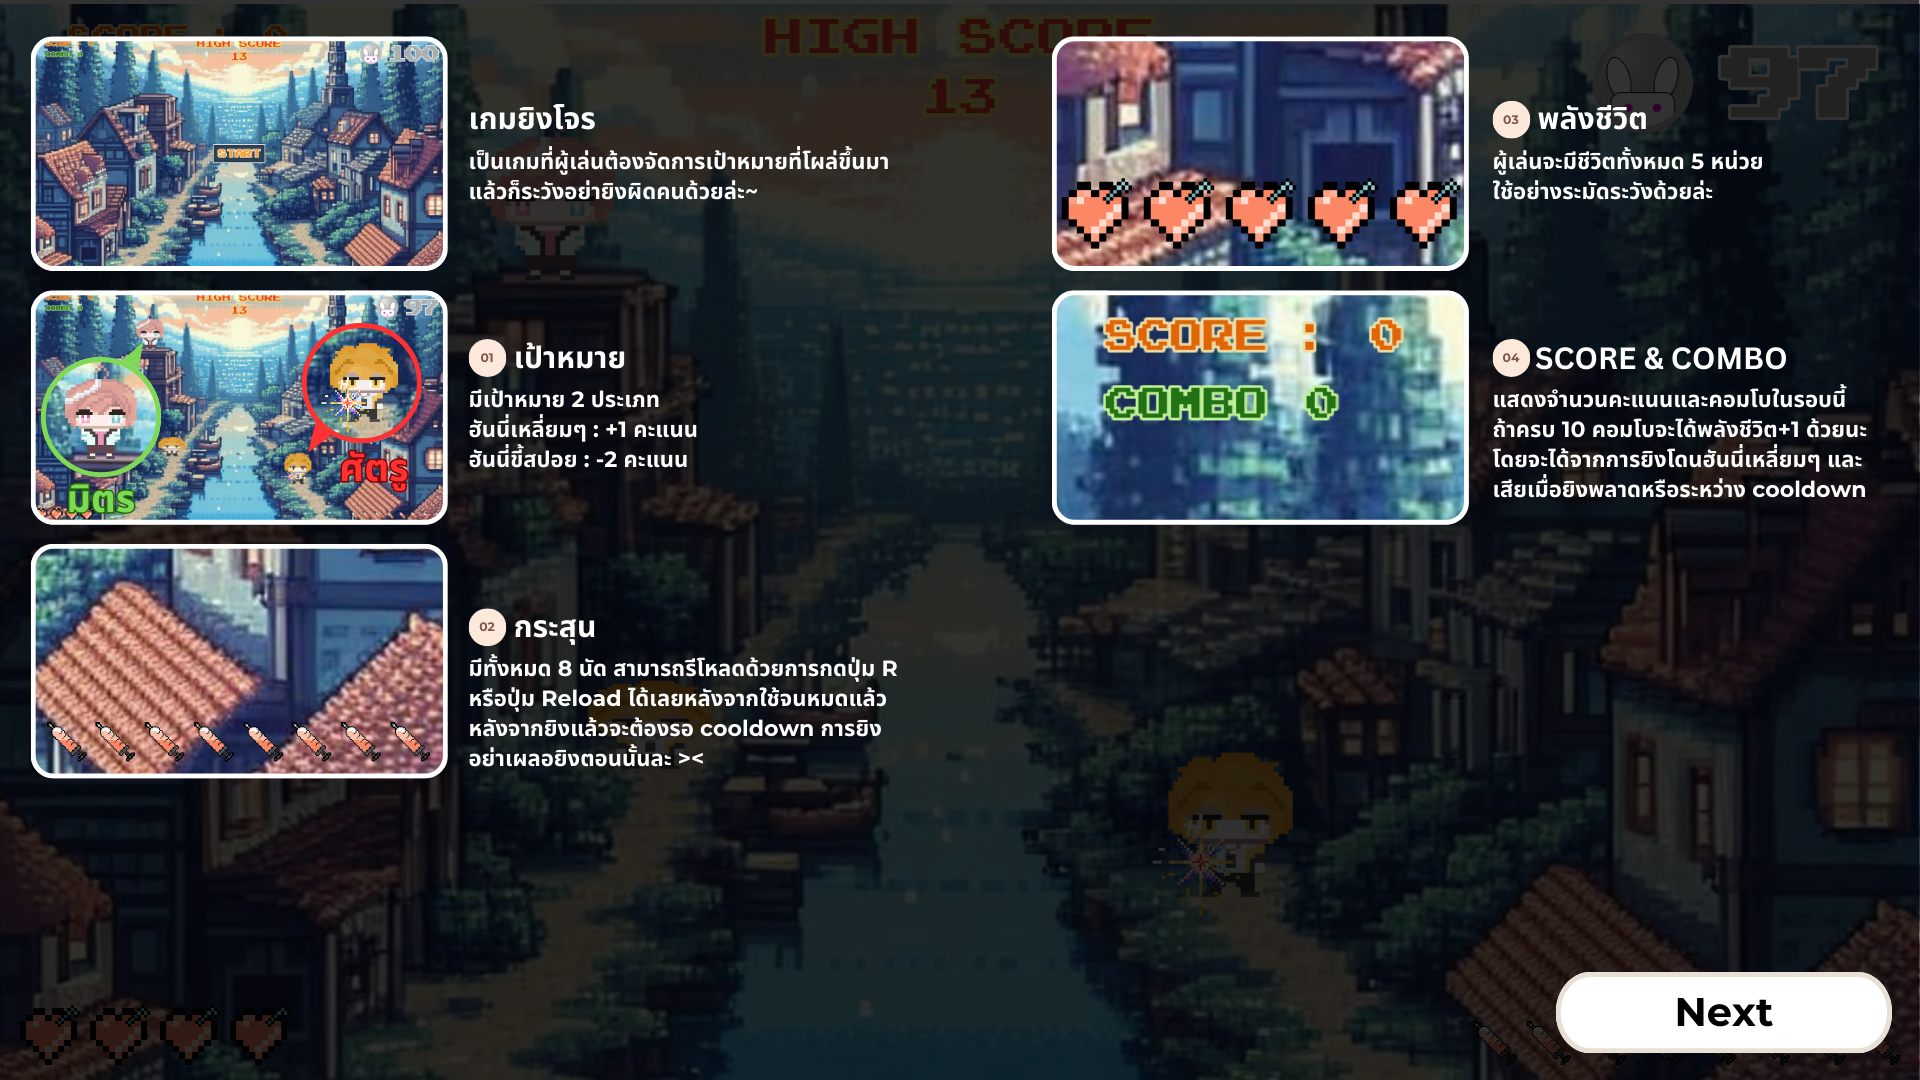 SCORE : 0
HIGH SCORE
13
97
HIGH SCORE
13
100
START
เกมยิงโจร
เป็นเกมที่ผู้เล่นต้องจัดการเป้าหมายที่โผล่ขึ้นมา
แล้วก็ระวังอย่ายิงผิดคนด้วยล่ะ~
HIGH SCORE
13
97
มิตร
ศัตรู
01 เป้าหมาย
มีเป้าหมาย 2 ประเภท
ฮันนี่เหลี่ยมๆ : +1 คะแนน
ฮันนี่ขี้สปอย : -2 คะแนน
02 กระสุน
มีทั้งหมด 8 นัด สามารถรีโหลดด้วยการกดปุ่ม R
หรือปุ่ม Reload ได้เลยหลังจากใช้จนหมดแล้ว
หลังจากยิงแล้วจะต้องรอ cooldown การยิง
อย่าเผลอยิงตอนนั้นละ ><
03 พลังชีวิต
ผู้เล่นจะมีชีวิตทั้งหมด 5 หน่วย
ใช้อย่างระมัดระวังด้วยล่ะ
SCORE : 0
COMBO 0
04 SCORE & COMBO
แสดงจำนวนคะแนนและคอมโบในรอบนี้
ถ้าครบ 10 คอมโบจะได้พลังชีวิต+1 ด้วยนะ
โดยจะได้จากการยิงโดนฮันนี่เหลี่ยมๆ และ
เสียเมื่อยิงพลาดหรือระหว่าง cooldown
Next